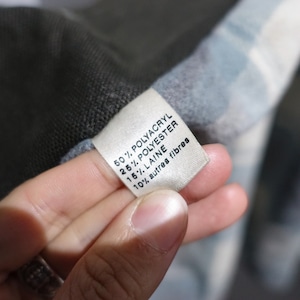 50% POLYACRYL
25% POLYESTER
15% LAINE
10% autres fibres